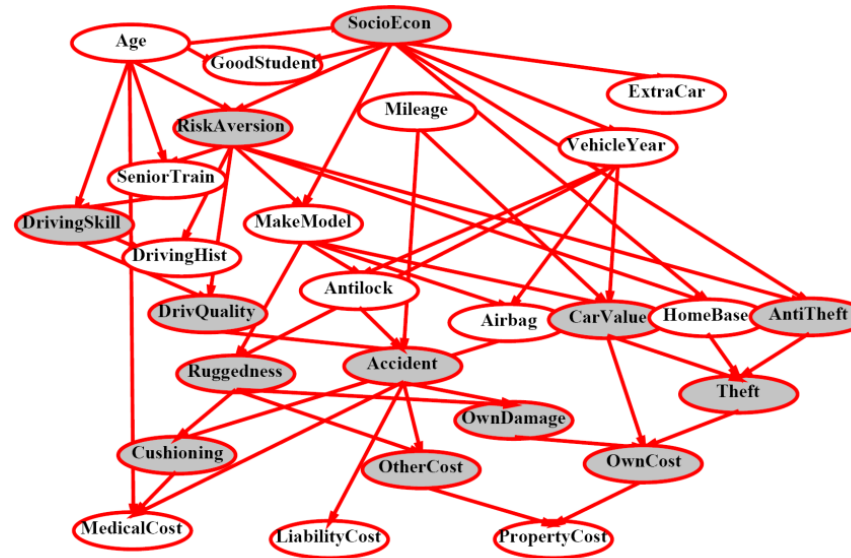 SocioEcon
Age
GoodStudent
ExtraCar
Mileage
RiskAversion
VehicleYear
SeniorTrain
DrivingSkill
MakeModel
DrivingHist
Antilock
DrivQuality
Airbag
CarValue
HomeBase
AntiTheft
Ruggedness
Accident
Theft
OwnDamage
Cushioning
OtherCost
OwnCost
MedicalCost
LiabilityCost
PropertyCost